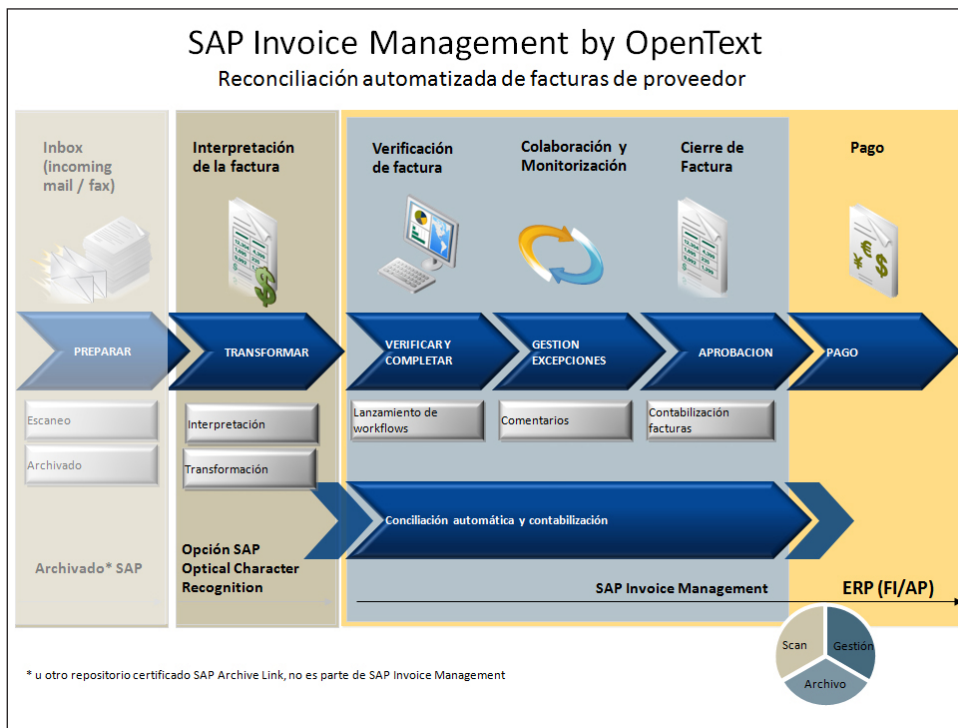 SAP Invoice Management by OpenText
Reconciliación automatizada de facturas de proveedor
Inbox
(incoming
mail / fax)
Interpretación
de la factura
Verificación
de factura
Colaboración y
Monitorización
Cierre de
Factura
Pago
PREPARAR
TRANSFORMAR
VERIFICAR Y
COMPLETAR
GESTION
EXCEPCIONES
APROBACION
PAGO
Escaneo
Archivado
Interpretación
Transformación
Lanzamiento de
workflows
Comentarios
Contabilización
facturas
Conciliación automática y contabilización
Archivado* SAP
Opción SAP
Optical Character
Recognition
SAP Invoice Management
ERP (FI/AP)
Scan
Gestión
Archivo
* u otro repositorio certificado SAP Archive Link, no es parte de SAP Invoice Management